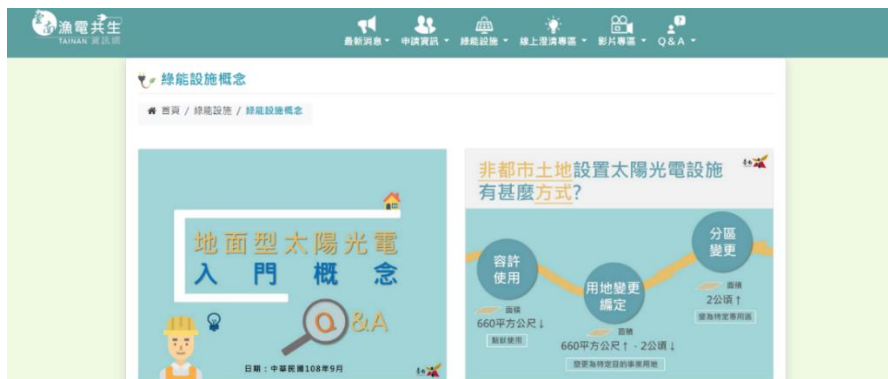 漁電共生
TAINAN 資訊網
最新消息
申請資訊
綠能設施
線上澄清專區
影片專區
Q&A
綠能設施概念
首頁 / 綠能設施 / 綠能設施概念
地面型太陽光電
入門概念
Q&A
日期：中華民國108年9月
非都市土地設置太陽光電設施
有甚麼方式?
容許
使用
面積
660平方公尺↓
點狀使用
用地變更
編定
面積
660平方公尺↑ - 2公頃↓
變更為特定目的事業用地
分區
變更
面積
2公頃↑
變為特定專用區